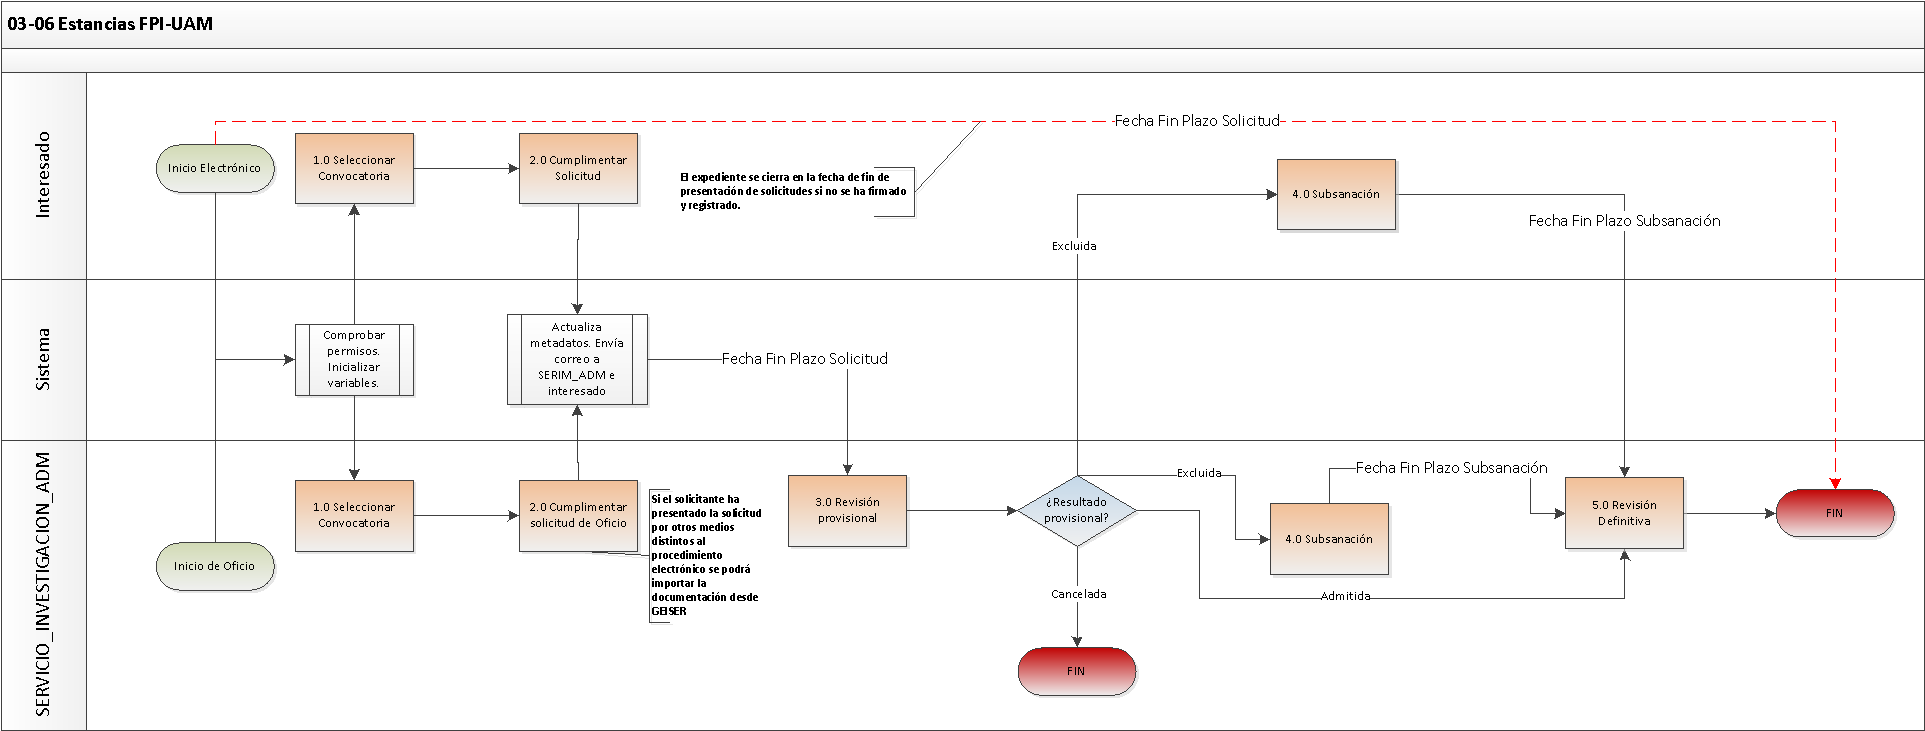 03-06 Estancias FPI-UAM
Interesado
Inicio Electrónico
1.0 Seleccionar
Convocatoria
2.0 Cumplimentar
Solicitud
El expediente se cierra en la fecha de fin de
presentación de solicitudes si no se ha firmado
y registrado.
Fecha Fin Plazo Solicitud
Excluida
4.0 Subsanación
Fecha Fin Plazo Subsanación
Sistema
Comprobar
permisos.
Inicializar
variables.
Actualiza
metadatos. Envía
correo a
SERIM_ADM e
interesado
Fecha Fin Plazo Solicitud
SERVICIO_INVESTIGACION_ADM
Inicio de Oficio
1.0 Seleccionar
Convocatoria
2.0 Cumplimentar
solicitud de Oficio
Si el solicitante ha
presentado la solicitud
por otros medios
distintos al
procedimiento
electrónico se podrá
importar la
documentación desde
GEISER
3.0 Revisión
provisional
¿Resultado
provisional?
Excluida
4.0 Subsanación
Fecha Fin Plazo Subsanación
Admitida
Cancelada
FIN
5.0 Revisión
Definitiva
FIN